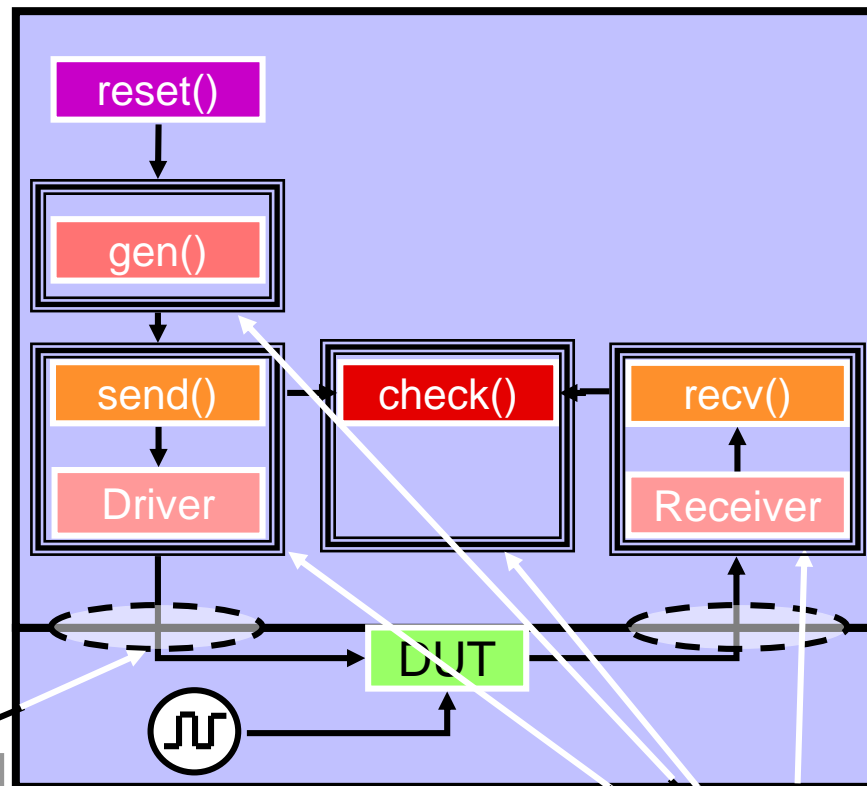 reset()
gen()
send()
check()
recv()
Driver
Receiver
DUT